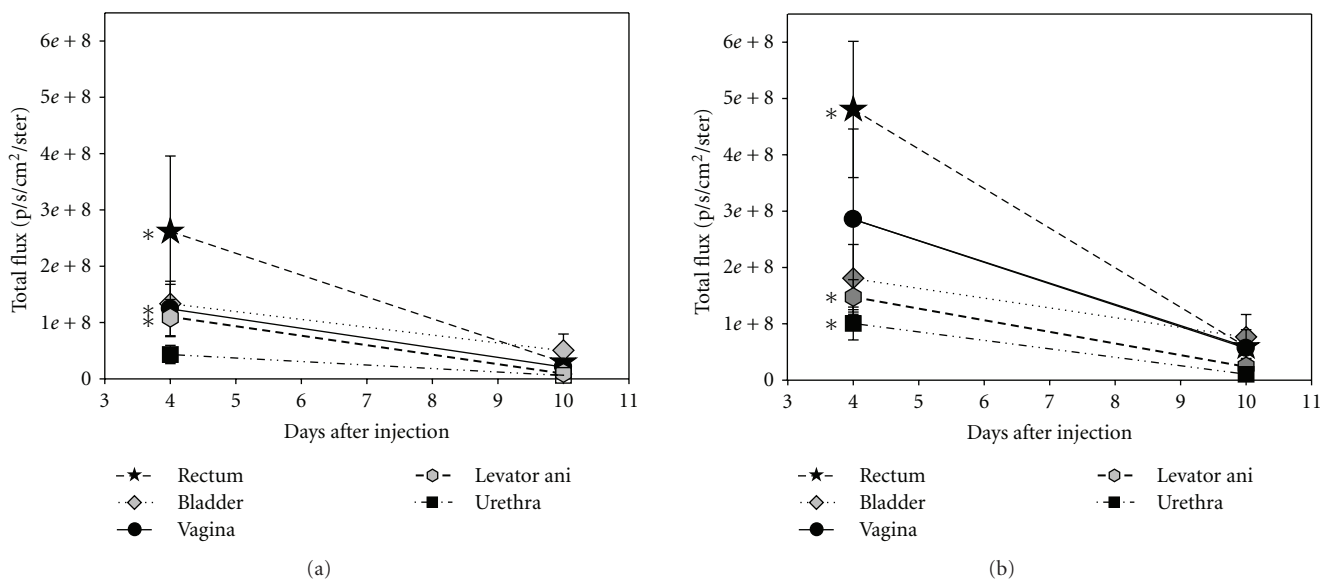 6e + 8
5e + 8
4e + 8
3e + 8
2e + 8
1e + 8
0
Total flux (p/s/cm²/ster)
*
*
*
3 4 5 6 7 8 9 10 11
Days after injection
Rectum
Bladder
Vagina
Levator ani
Urethra
(a)
6e + 8
5e + 8
4e + 8
3e + 8
2e + 8
1e + 8
0
Total flux (p/s/cm²/ster)
*
*
*
3 4 5 6 7 8 9 10 11
Days after injection
Rectum
Bladder
Vagina
Levator ani
Urethra
(b)